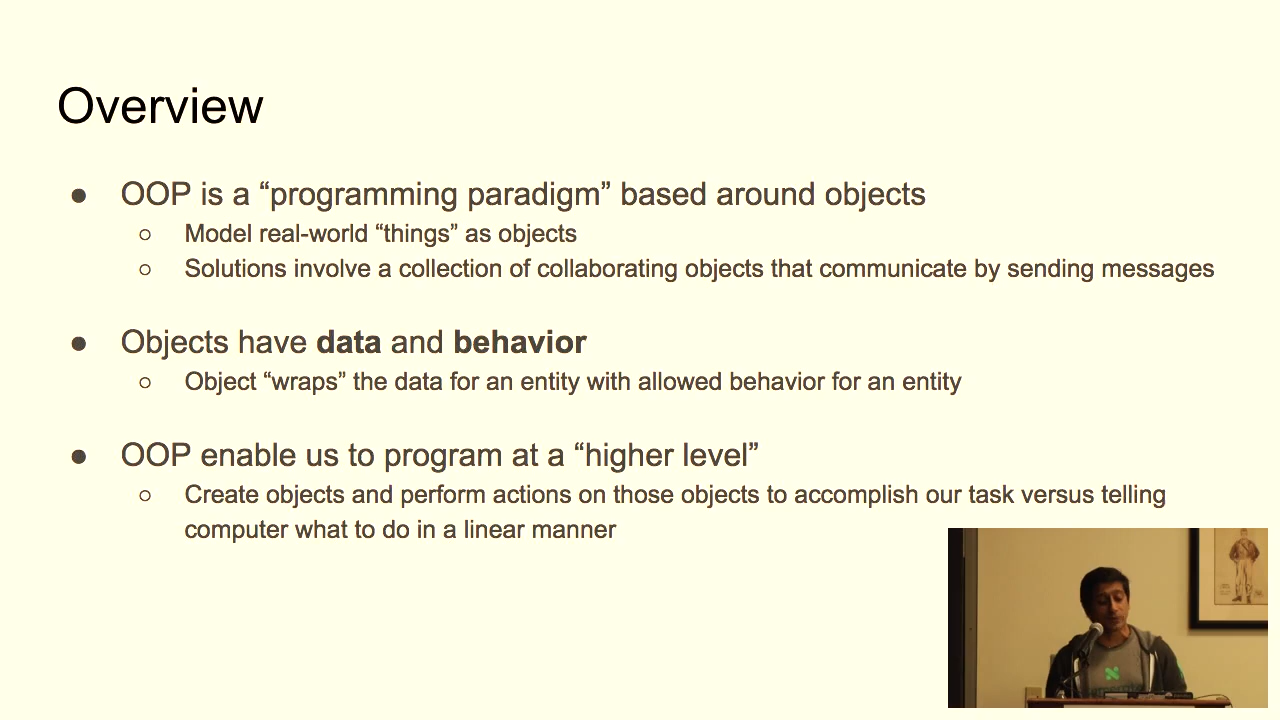 Overview
● OOP is a “programming paradigm” based around objects
○ Model real-world “things” as objects
○ Solutions involve a collection of collaborating objects that communicate by sending messages
● Objects have data and behavior
○ Object “wraps” the data for an entity with allowed behavior for an entity
● OOP enable us to program at a “higher level”
○ Create objects and perform actions on those objects to accomplish our task versus telling
computer what to do in a linear manner